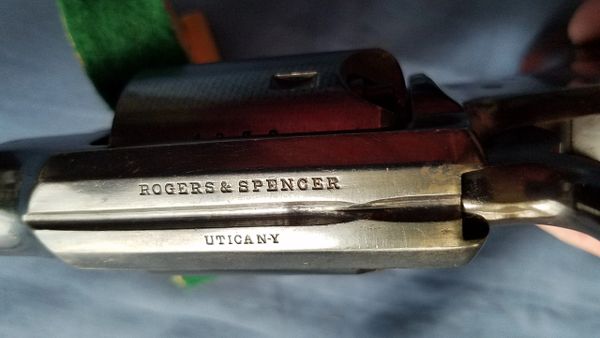 ROGERS & SPENCER
UTICA N-Y